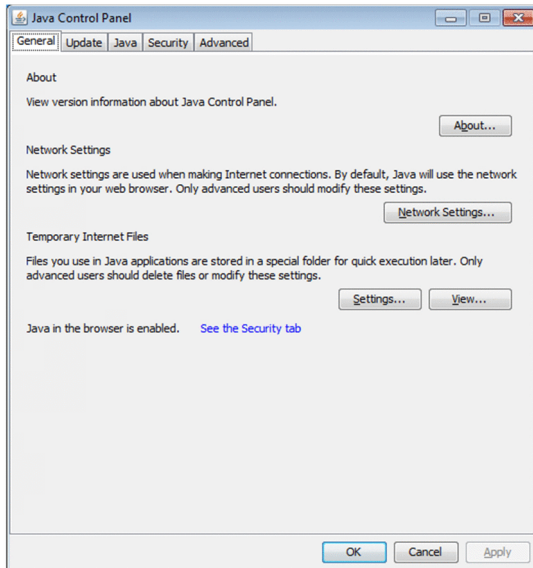 Java Control Panel
General Update Java Security Advanced
About
View version information about Java Control Panel.
About...
Network Settings
Network settings are used when making Internet connections. By default, Java will use the network
settings in your web browser. Only advanced users should modify these settings.
Network Settings...
Temporary Internet Files
Files you use in Java applications are stored in a special folder for quick execution later. Only
advanced users should delete files or modify these settings.
Settings... View...
Java in the browser is enabled. See the Security tab
OK Cancel Apply